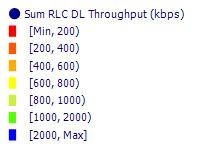 Sum RLC DL Throughput (kbps)
[Min, 200)
[200, 400)
[400, 600)
[600, 800)
[800, 1000)
[1000, 2000)
[2000, Max]